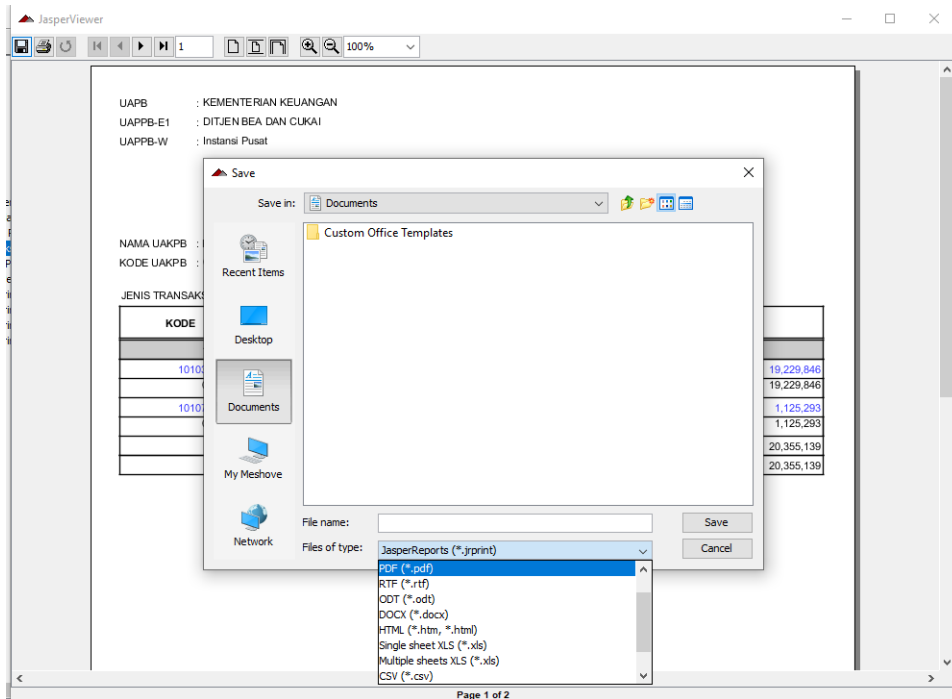 JasperViewer
1
100%
UAPB : KEMENTERIAN KEUANGAN
UAPPB-E1 : DITJEN BEA DAN CUKAI
UAPPB-W : Instansi Pusat
Save
Save in: Documents
Custom Office Templates
Recent Items
Desktop
Documents
My Meshove
Network
NAMA UAKPB :
KODE UAKPB :
JENIS
KODE
19,229,846
19,229,846
1,125,293
1,125,293
20,355,139
20,355,139
File name:
Save
Files of type: JasperReports (*.jrprint)
Cancel
PDF (*.pdf)
RTF (*.rtf)
ODT (*.odt)
DOCX (*.docx)
HTML (*.htm, *.html)
Single sheet XLS (*.xls)
Multiple sheets XLS (*.xls)
CSV (*.csv)
Page 1 of 2